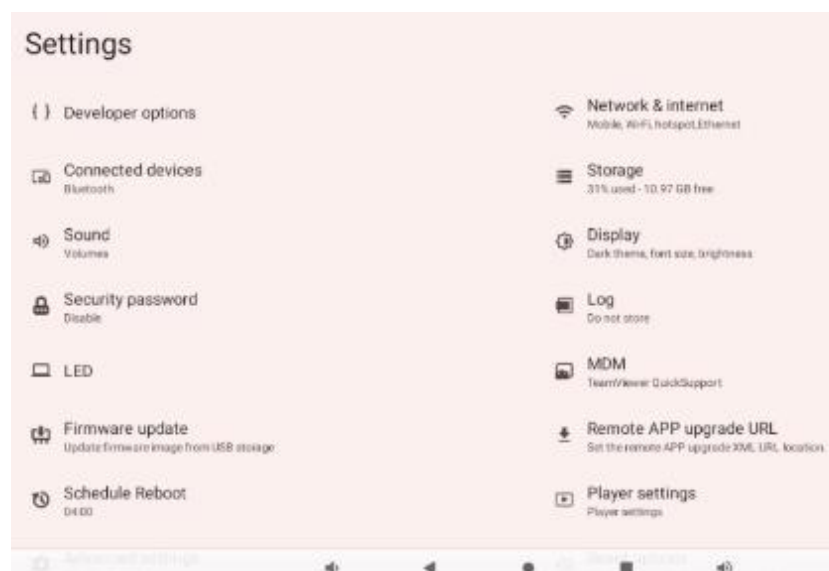 Settings
{ } Developer options
Network & internet
Mobile, Wi-Fi, hotspot, Ethernet
Connected devices
Bluetooth
Storage
31% used - 10.97 GB free
Sound
Volumes
Display
Dark theme, font size, brightness
Security password
Disable
Log
Do not store
LED
MDM
TeamViewer QuickSupport
Firmware update
Update firmware image from USB storage
Remote APP upgrade URL
Set the remote APP upgrade XML URL location.
Schedule Reboot
04:00
Player settings
Player settings
Advanced settings